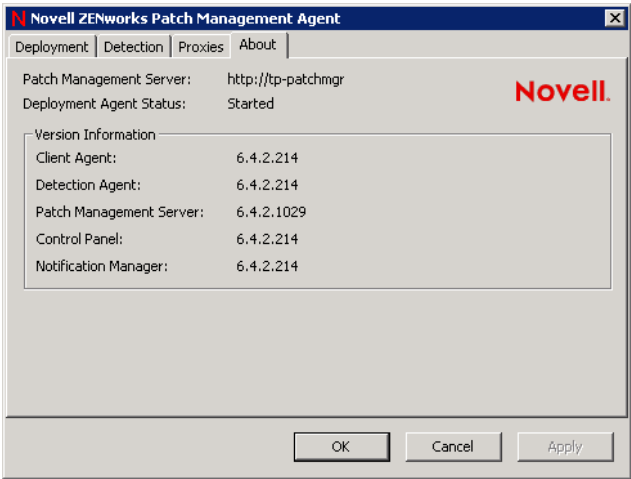 Novell ZENworks Patch Management Agent
Deployment Detection Proxies About
Patch Management Server: http://tp-patchmgr
Deployment Agent Status: Started
Novell.
Version Information
Client Agent: 6.4.2.214
Detection Agent: 6.4.2.214
Patch Management Server: 6.4.2.1029
Control Panel: 6.4.2.214
Notification Manager: 6.4.2.214
OK Cancel Apply